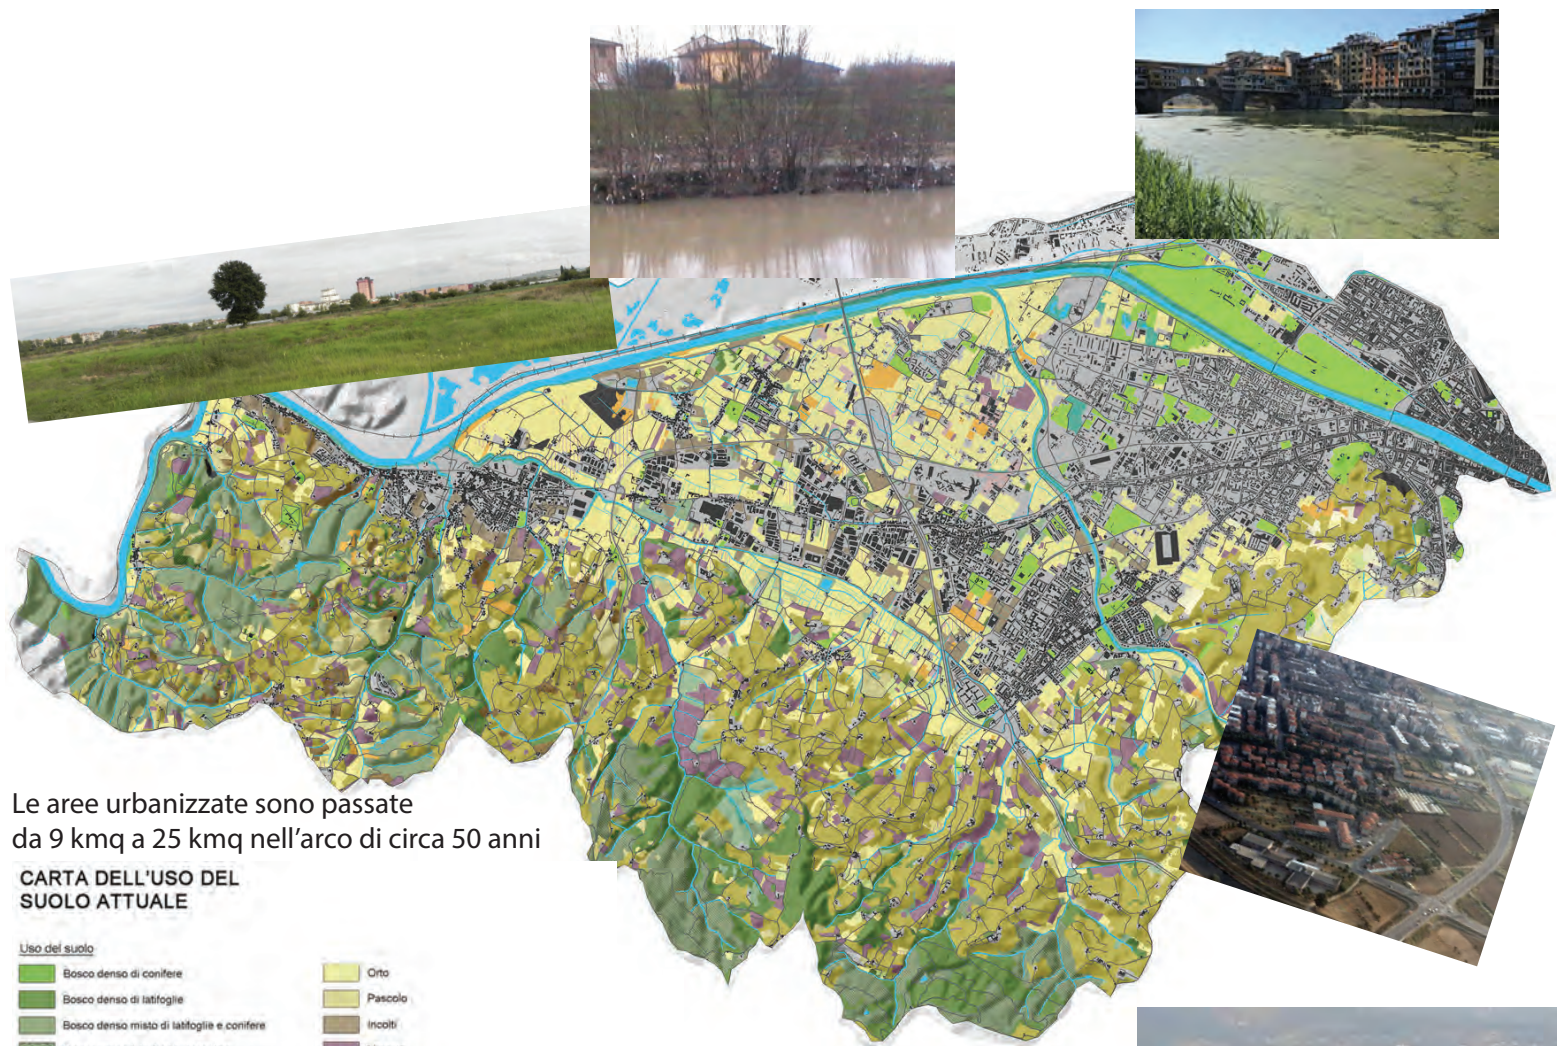 Le aree urbanizzate sono passate
da 9 kmq a 25 kmq nell'arco di circa 50 anni
CARTA DELL'USO DEL
SUOLO ATTUALE
Uso del suolo
Bosco denso di conifere
Bosco denso di latifoglie
Bosco denso misto di latifoglie e conifere
Orto
Pascolo
Incolti